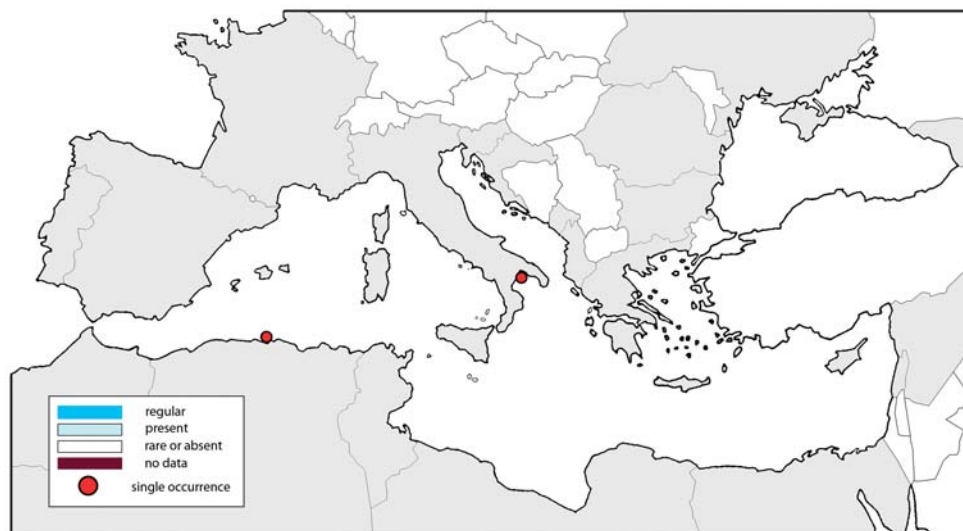 regular
present
rare or absent
no data
single occurrence